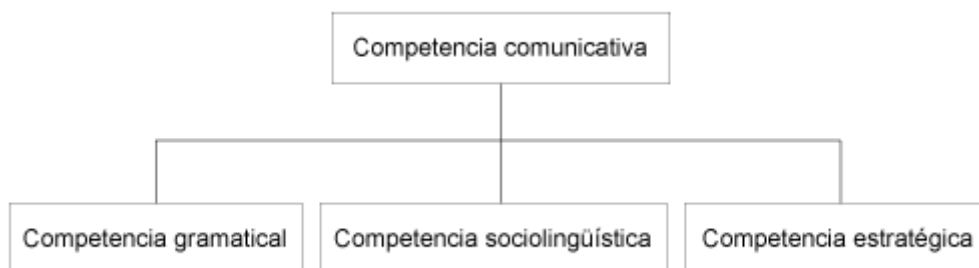 Competencia comunicativa
Competencia gramatical
Competencia sociolingüística
Competencia estratégica